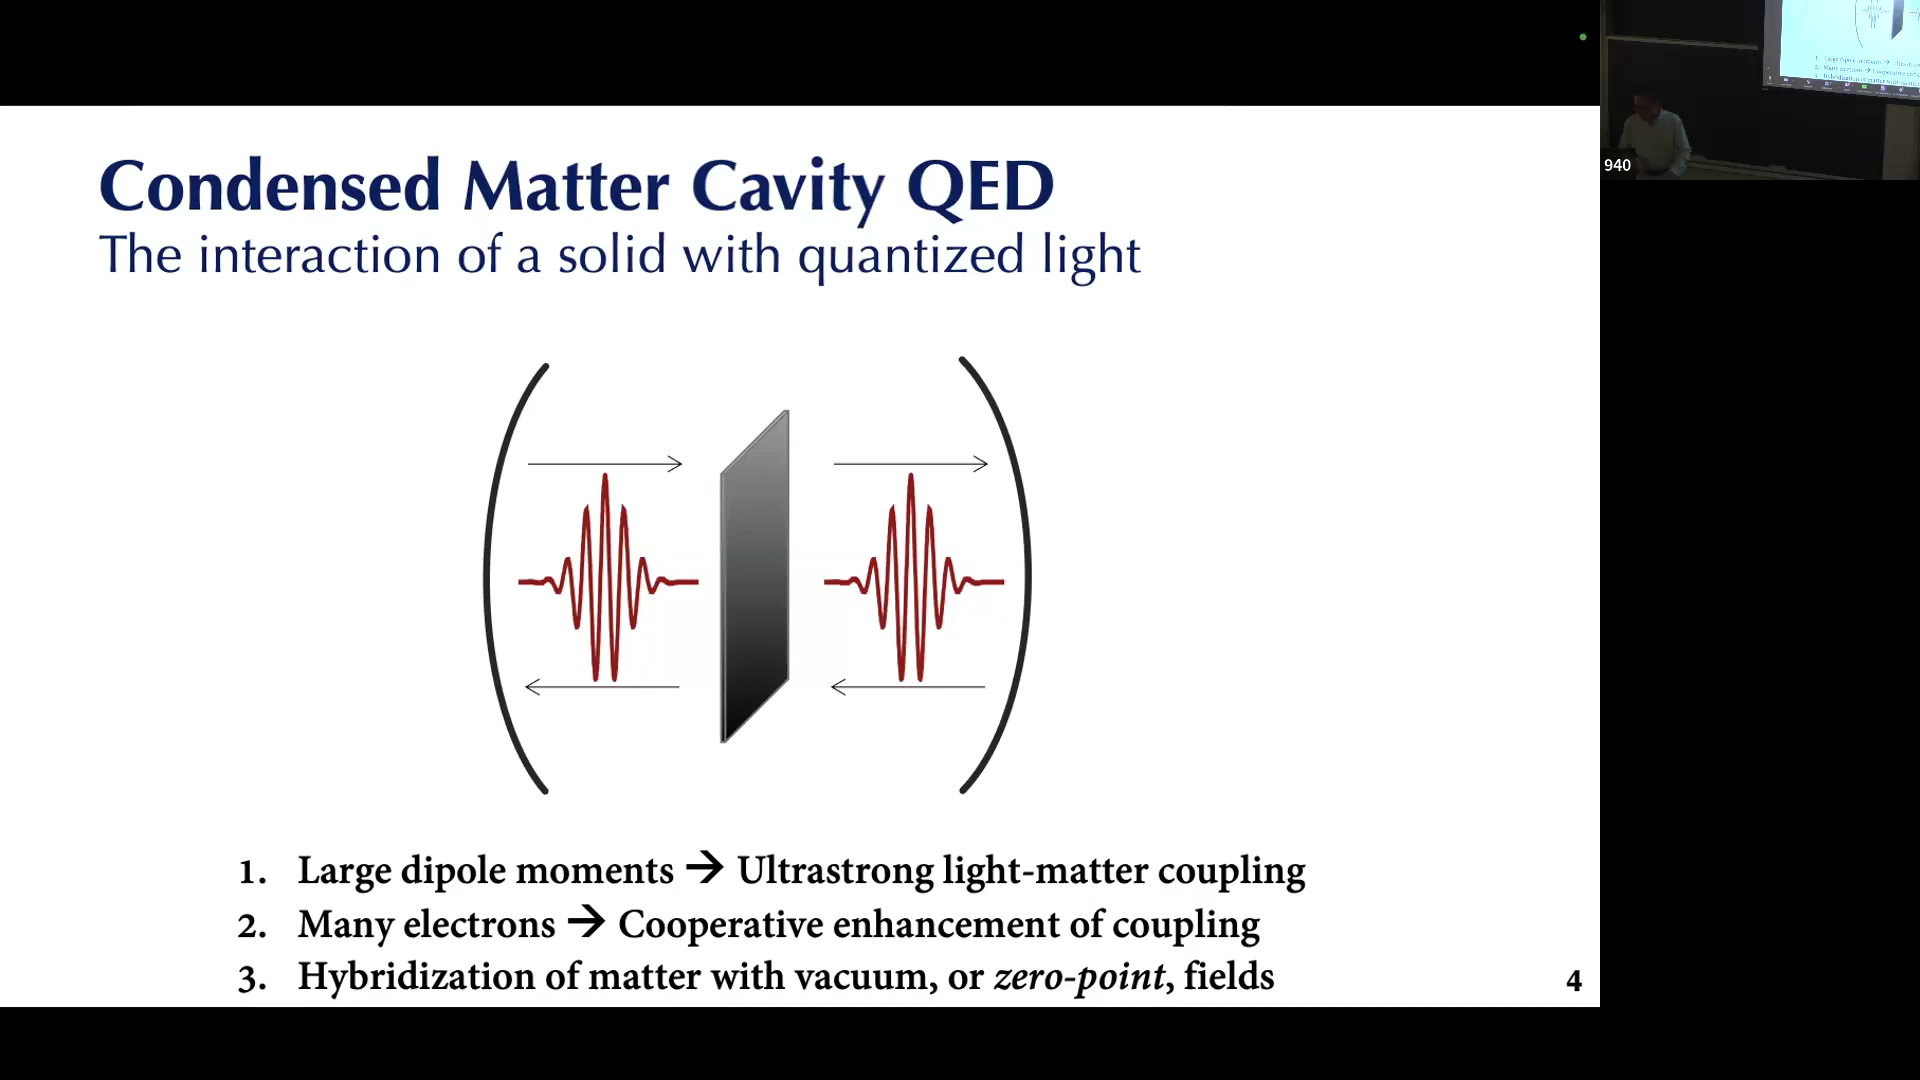 Condensed Matter Cavity QED
The interaction of a solid with quantized light
1. Large dipole moments → Ultrastrong light-matter coupling
2. Many electrons → Cooperative enhancement of coupling
3. Hybridization of matter with vacuum, or zero-point, fields
4
940